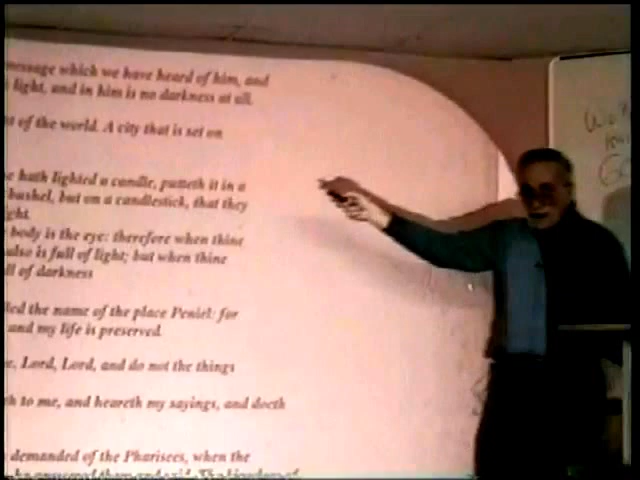 message which we have heard of him, and
light, and in him is no darkness at all.
of the world. A city that is set on
hath lighted a candle, putteth it in a
bushel, but on a candlestick, that they
body is the eye: therefore when thine
also is full of light; but when thine
of darkness
the name of the place Peniel: for
and my life is preserved.
Lord, Lord, and do not the things
to me, and heareth my sayings, and doeth
demanded of the Pharisees, when the